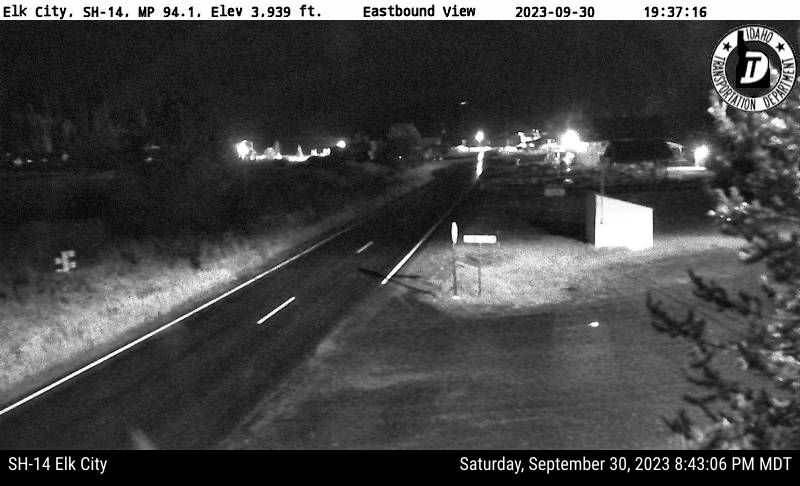 Elk City, SH-14, MP 94.1, Elev 3,939 ft. Eastbound View 2023-09-30 19:37:16
IDAHO
TRANSPORTATION DEPARTMENT
SH-14 Elk City Saturday, September 30, 2023 8:43:06 PM MDT